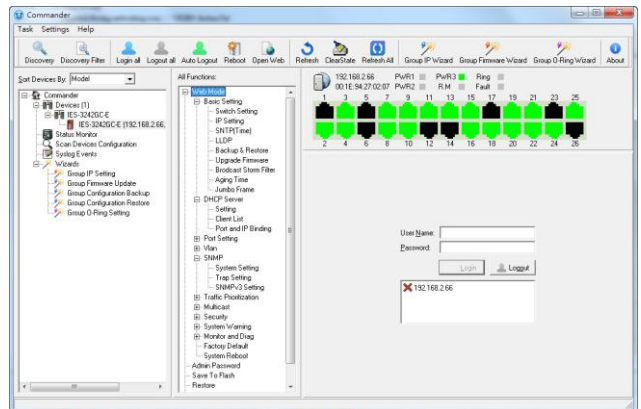 Commander
Task Settings Help
Discovery Discovery Filter Login all Logout all Auto Logout Reboot Open Web Refresh ClearState Refresh All Group IP Wizard Group Firmware Wizard Group O-Ring Wizard About
Sort Devices By: Model
Commander
Devices (1)
IES-3242GC-E
IES-3242GC-E (192.168.2.66,
Status Monitor
Scan Devices Configuration
Syslog Events
Wizards
Group IP Setting
Group Firmware Update
Group Configuration Backup
Group Configuration Restore
Group O-Ring Setting
All Functions:
Web Mode
Basic Setting
Switch Setting
IP Setting
SNTP(Time)
LLDP
Backup & Restore
Upgrade Firmware
Brodcast Storm Filter
Aging Time
Jumbo Frame
DHCP Server
Setting
Client List
Port and IP Binding
Port Setting
Vlan
SNMP
System Setting
Trap Setting
SNMPv3 Setting
Traffic Prioritization
Multicast
Security
System Warning
Monitor and Diag
Factory Default
System Reboot
Admin Password
Save To Flash
Restore
192.168.2.66 PWR1 PWR3 Ring
00:1E:94:27:02:07 PWR2 R.M Fault
1 3 5 7 9 11 13 15 17 19 21 23 25
2 4 6 8 10 12 14 16 18 20 22 24 26
User Name:
Password:
Login Loggut
192.168.2.66